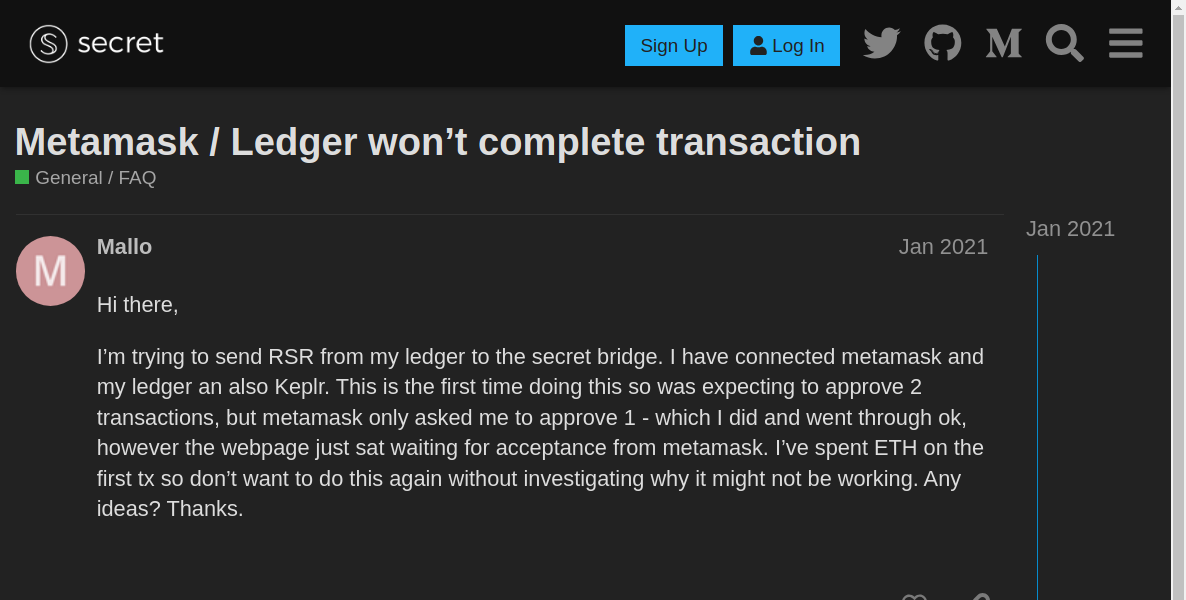 secret
Sign Up
Log In
Metamask / Ledger won’t complete transaction
General / FAQ
Jan 2021
M
Mallo
Jan 2021
Hi there,
I’m trying to send RSR from my ledger to the secret bridge. I have connected metamask and
my ledger an also Keplr. This is the first time doing this so was expecting to approve 2
transactions, but metamask only asked me to approve 1 - which I did and went through ok,
however the webpage just sat waiting for acceptance from metamask. I’ve spent ETH on the
first tx so don’t want to do this again without investigating why it might not be working. Any
ideas? Thanks.